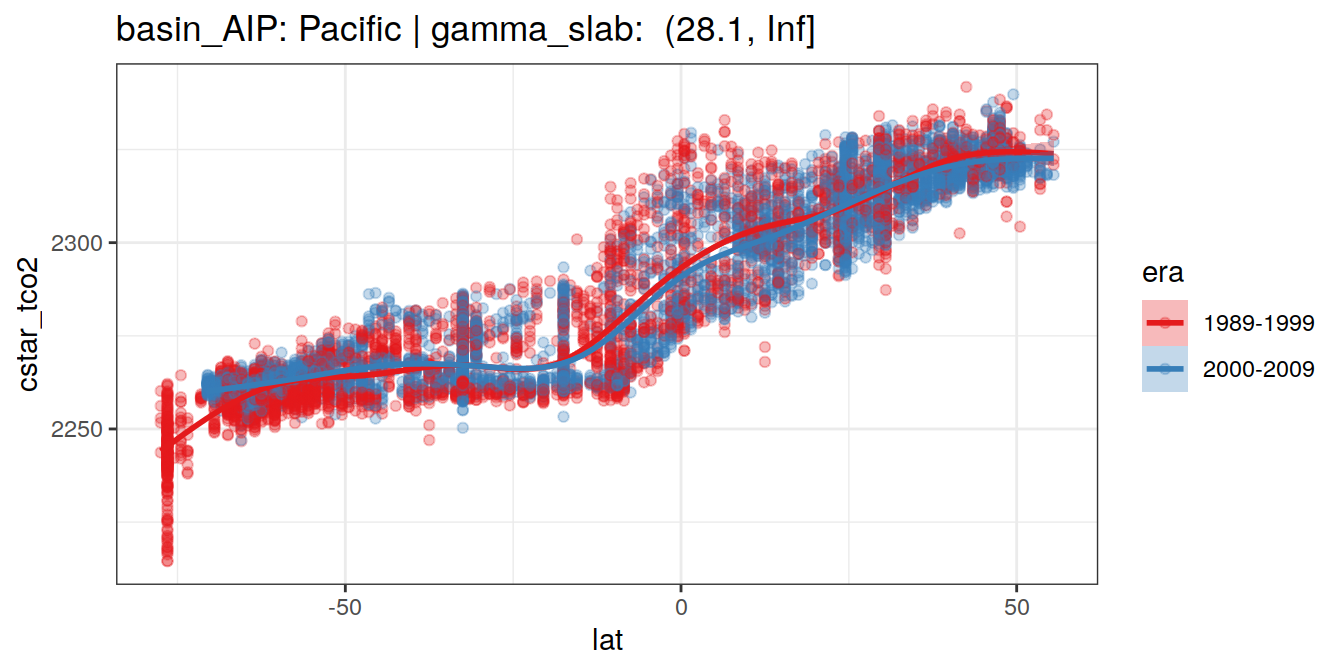 basin_AIP: Pacific | gamma_slab:  (28.1, Inf]
cstar_tco2
2300
2250
-50
0
50
lat
era
1989-1999
2000-2009